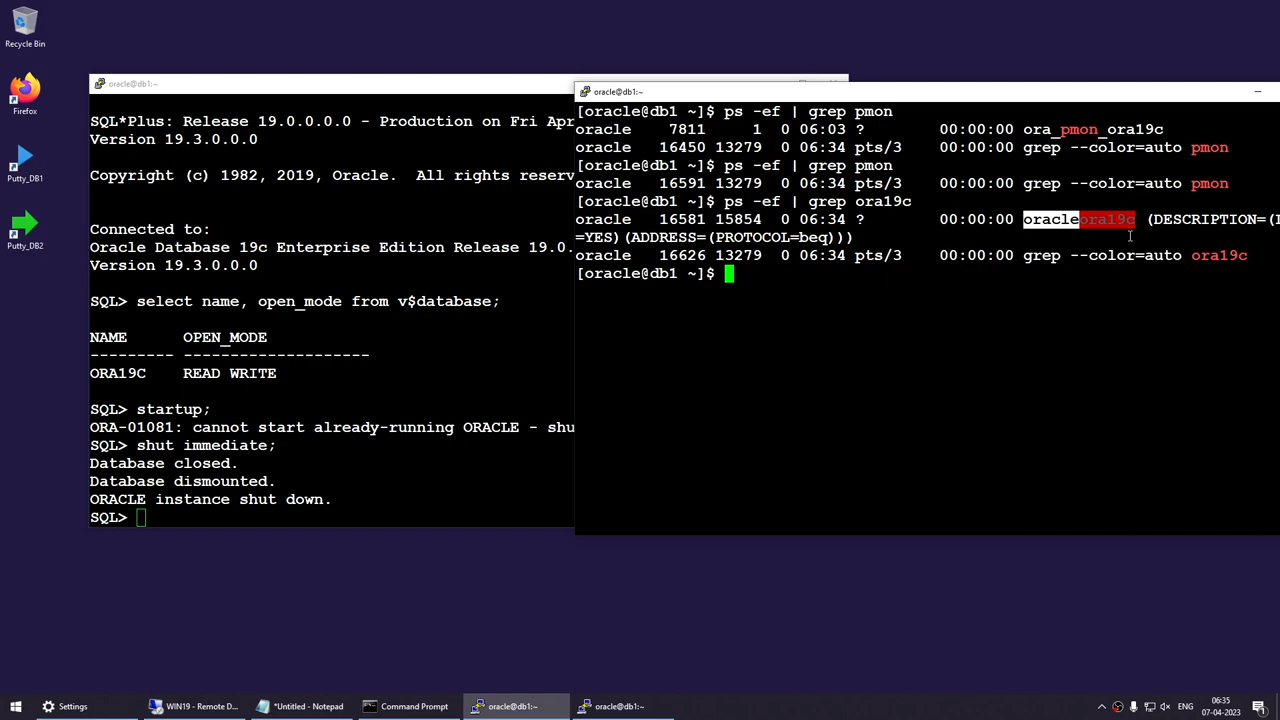 Recycle Bin
Firefox
Putty_DB1
Putty_DB2
oracle@db1:~
SQL*Plus: Release 19.0.0.0.0 - Production on Fri Apr
Version 19.3.0.0.0
Copyright (c) 1982, 2019, Oracle.  All rights reserv
Connected to:
Oracle Database 19c Enterprise Edition Release 19.0.
Version 19.3.0.0.0
SQL> select name, open_mode from v$database;
NAME      OPEN_MODE
--------- --------------------
ORA19C    READ WRITE
SQL> startup;
ORA-01081: cannot start already-running ORACLE - shu
SQL> shut immediate;
Database closed.
Database dismounted.
ORACLE instance shut down.
SQL>
oracle@db1:~
[oracle@db1 ~]$ ps -ef | grep pmon
oracle   7811     1  0 06:03 ?        00:00:00 ora_pmon_ora19c
oracle   16450 13279  0 06:34 pts/3    00:00:00 grep --color=auto pmon
[oracle@db1 ~]$ ps -ef | grep pmon
oracle   16591 13279  0 06:34 pts/3    00:00:00 grep --color=auto pmon
[oracle@db1 ~]$ ps -ef | grep ora19c
oracle   16581 15854  0 06:34 ?        00:00:00 oracleora19c (DESCRIPTION=(
=YES)(ADDRESS=(PROTOCOL=beq)))
oracle   16626 13279  0 06:34 pts/3    00:00:00 grep --color=auto ora19c
[oracle@db1 ~]$
Settings
WIN19 - Remote D...
*Untitled - Notepad
Command Prompt
oracle@db1:~
oracle@db1:~
ENG
06:35
07-04-2023
1